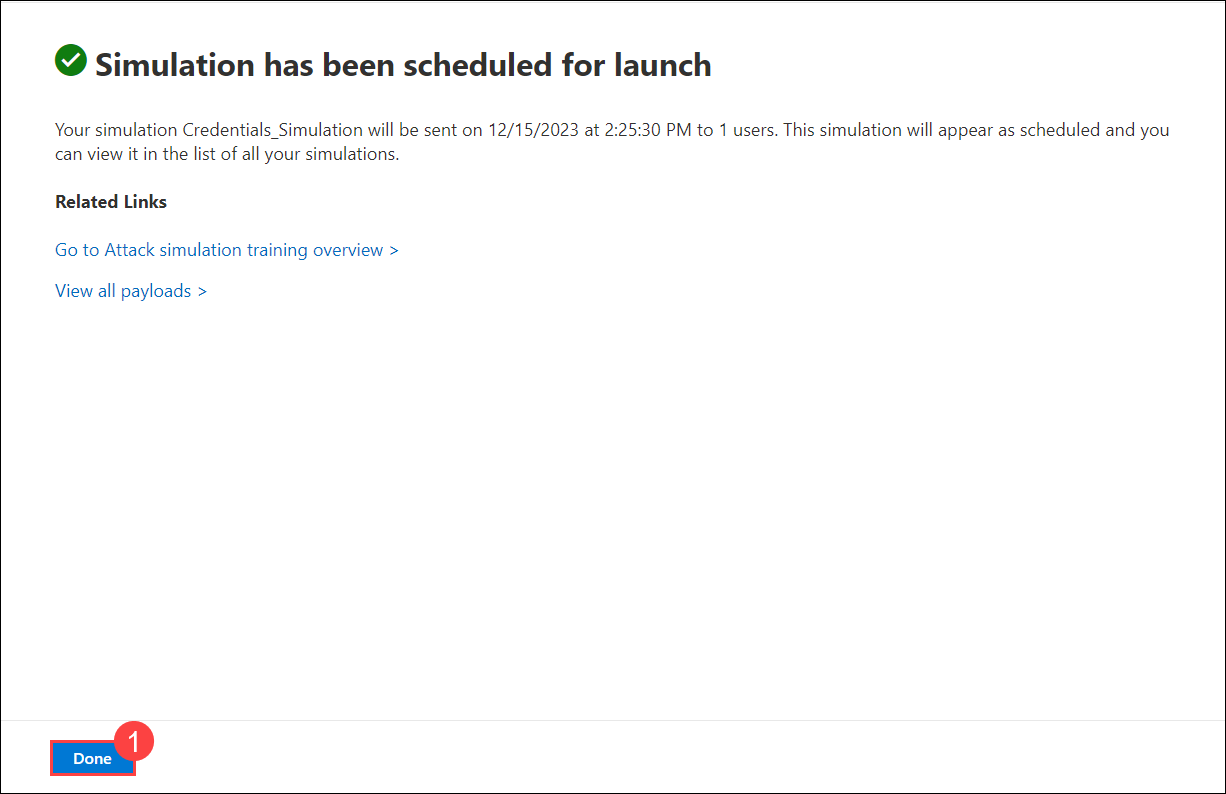 Simulation has been scheduled for launch
Your simulation Credentials_Simulation will be sent on 12/15/2023 at 2:25:30 PM to 1 users. This simulation will appear as scheduled and you
can view it in the list of all your simulations.
Related Links
Go to Attack simulation training overview >
View all payloads >
1
Done